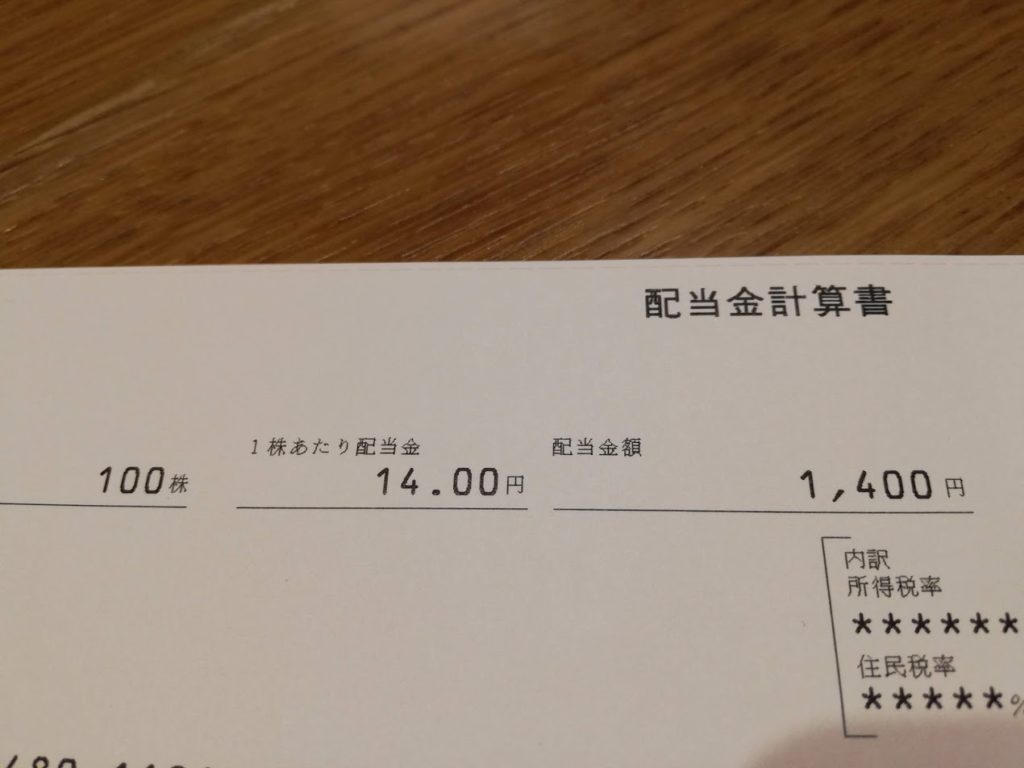 配当金計算書
1株あたり配当金 配当金額
100株 14.00円 1,400円
内訳
所得税率
******
住民税率
*****%